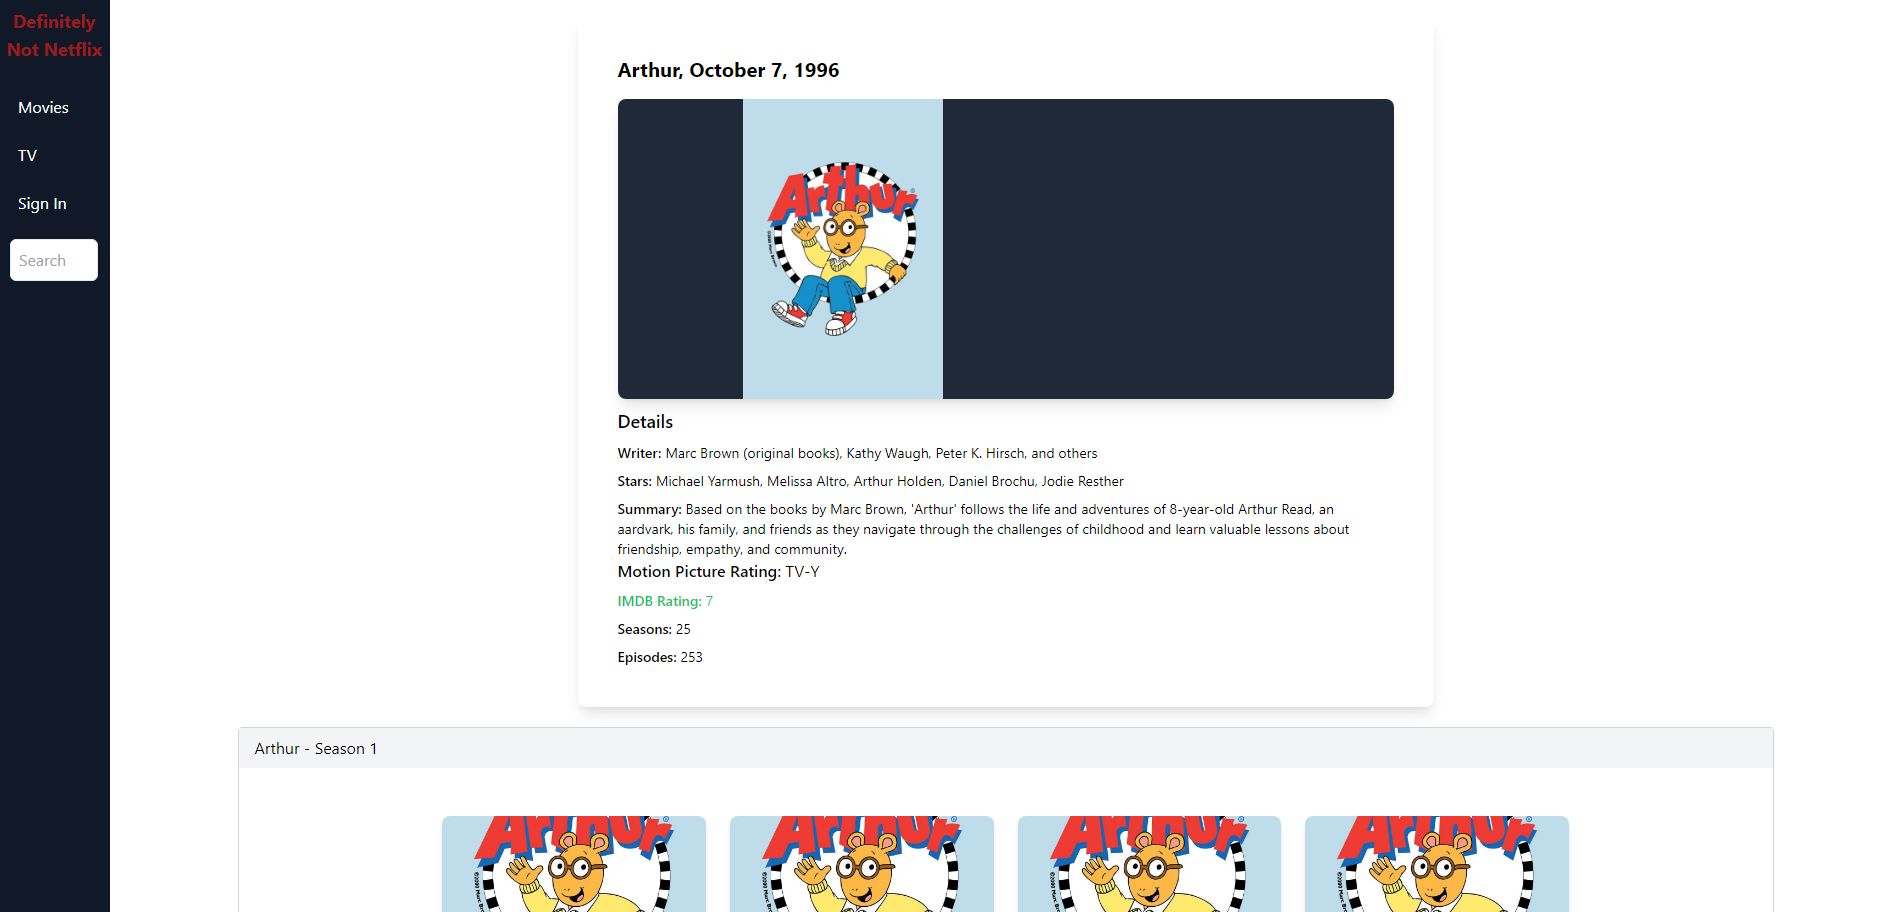 Definitely
Not Netflix
Movies
TV
Sign In
Search
Arthur, October 7, 1996
Arthur
Details
Writer: Marc Brown (original books), Kathy Waugh, Peter K. Hirsch, and others
Stars: Michael Yarmush, Melissa Altro, Arthur Holden, Daniel Brochu, Jodie Resther
Summary: Based on the books by Marc Brown, 'Arthur' follows the life and adventures of 8-year-old Arthur Read, an
aardvark, his family, and friends as they navigate through the challenges of childhood and learn valuable lessons about
friendship, empathy, and community.
Motion Picture Rating: TV-Y
IMDB Rating: 7
Seasons: 25
Episodes: 253
Arthur - Season 1
Arthur
Arthur
Arthur
Arthur